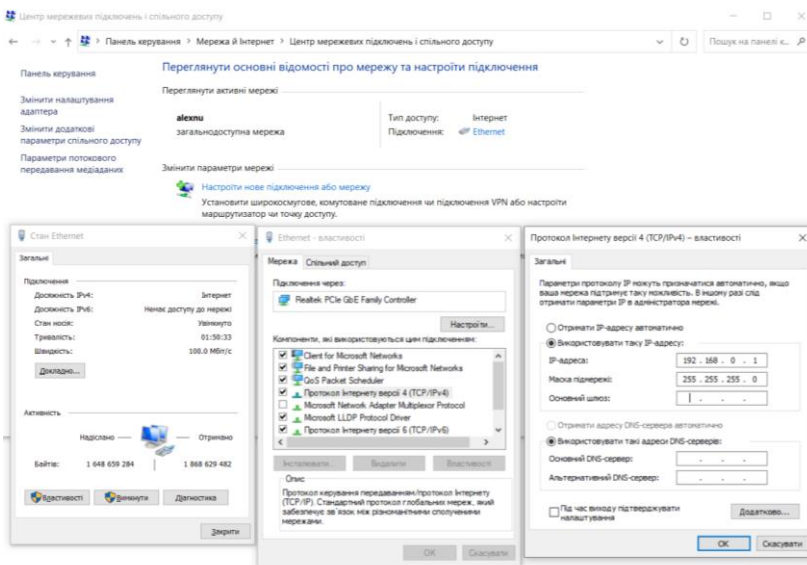 Центр мережевих підключень і спільного доступу
Панель керування > Мережа й Інтернет > Центр мережевих підключень і спільного доступу
Пошук на панелі к...
Панель керування
Змінити налаштування
адаптера
Змінити додаткові
параметри спільного доступу
Параметри потокового
передавання медіаданих
Переглянути основні відомості про мережу та настроїти підключення
Переглянути активні мережі
alexnu
загальнодоступна мережа
Тип доступу: Інтернет
Підключення: Ethernet
Змінити параметри мережі
Настроїти нове підключення або мережу
Установити широкосмугове, комутоване підключення чи підключення VPN або настроїти
маршрутизатор чи точку доступу.
Стан Ethernet
Загальні
Підключення
Досяжність IPv4: Інтернет
Досяжність IPv6: Немає доступу до мережі
Стан носія: Увімкнуто
Тривалість: 01:50:33
Швидкість: 100.0 Мбіт/с
Докладно...
Активність
Надіслано — — Отримано
Байтів: 1 648 659 284 1 868 629 482
Властивості
Вимкнути
Діагностика
Закрити
Ethernet - властивості
Мережа
Спільний доступ
Підключення через:
Realtek PCIe GbE Family Controller
Настроїти...
Компоненти, які використовуються цим підключенням:
Client for Microsoft Networks
File and Printer Sharing for Microsoft Networks
QoS Packet Scheduler
Протокол Інтернету версії 4 (TCP/IPv4)
Microsoft Network Adapter Multiplexor Protocol
Microsoft LLDP Protocol Driver
Протокол Інтернету версії 6 (TCP/IPv6)
Інсталювати...
Видалити
Властивості
Опис
Протокол керування передаванням/протокол Інтернету
(TCP/IP). Стандартний протокол глобальних мереж, який
забезпечує зв'язок між різноманітними сполученими
мережами.
OK
Скасувати
Протокол Інтернету версії 4 (TCP/IPv4) – властивості
Загальні
Параметри протоколу IP можуть призначатися автоматично, якщо
ваша мережа підтримує таку можливість. В іншому разі слід
отримати параметри IP в адміністратора мережі.
Отримати IP-адресу автоматично
Використовувати таку IP-адресу:
IP-адреса: 192 . 168 . 0 . 1
Маска підмережі: 255 . 255 . 255 . 0
Основний шлюз: . . .
Отримати адресу DNS-сервера автоматично
Використовувати такі адреси DNS-серверів:
Основний DNS-сервер: . . .
Альтернативний DNS-сервер: . . .
Під час виходу підтверджувати
налаштування
Додатково...
OK
Скасувати